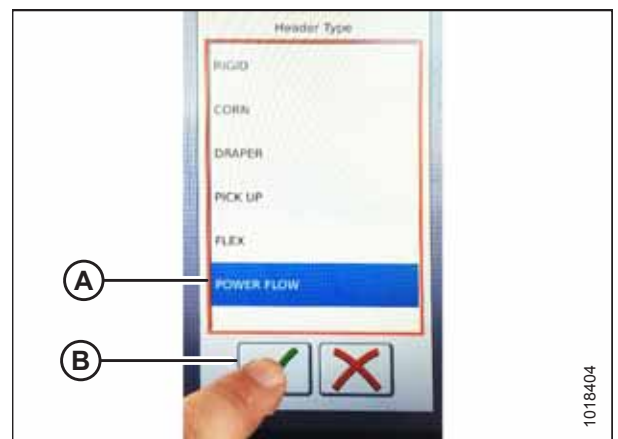 Header Type
RIGID
CORN
DRAPER
PICK UP
FLEX
A
POWER FLOW
B
1018404